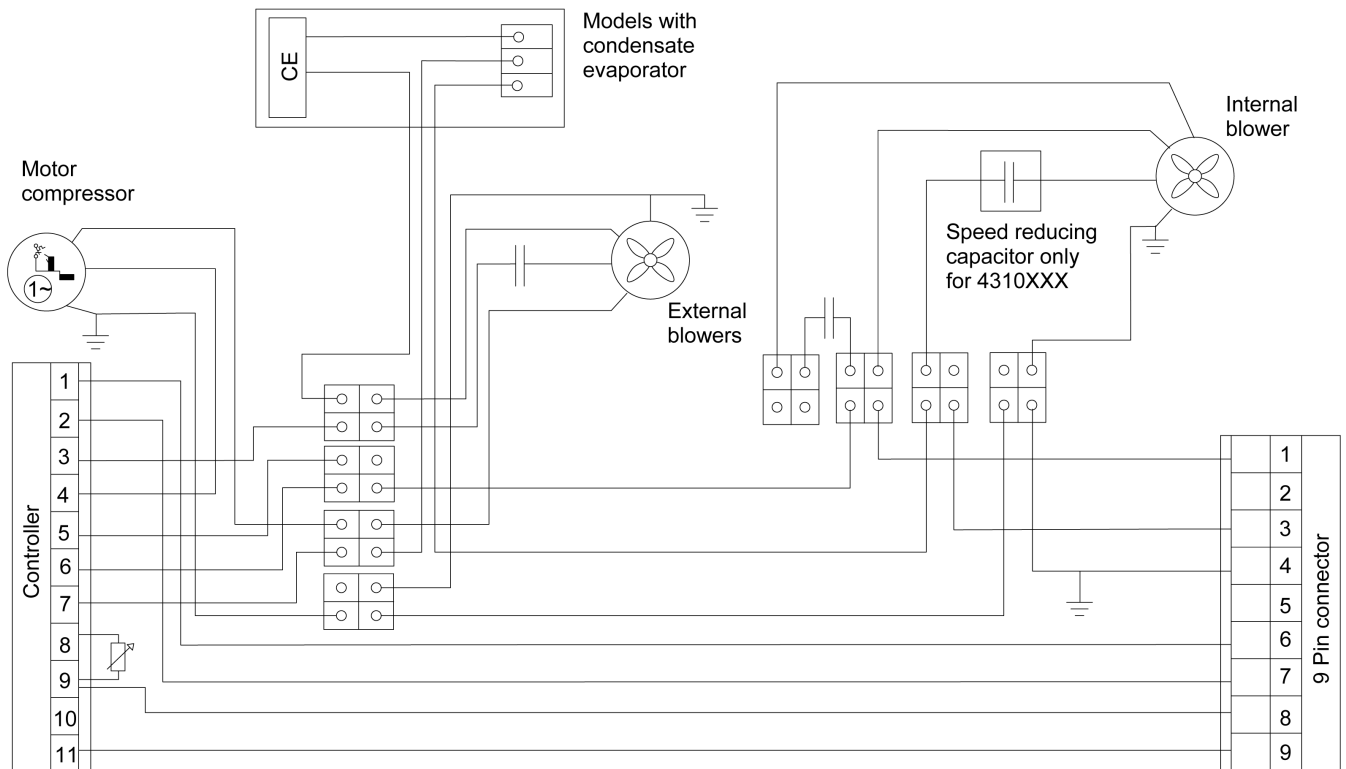 Models with
condensate
evaporator
CE
Internal
blower
Motor
compressor
1~
Speed reducing
capacitor only
for 4310XXX
External
blowers
Controller
1
2
3
4
5
6
7
8
9
10
11
1
2
3
4
5
6
7
8
9
9 Pin connector